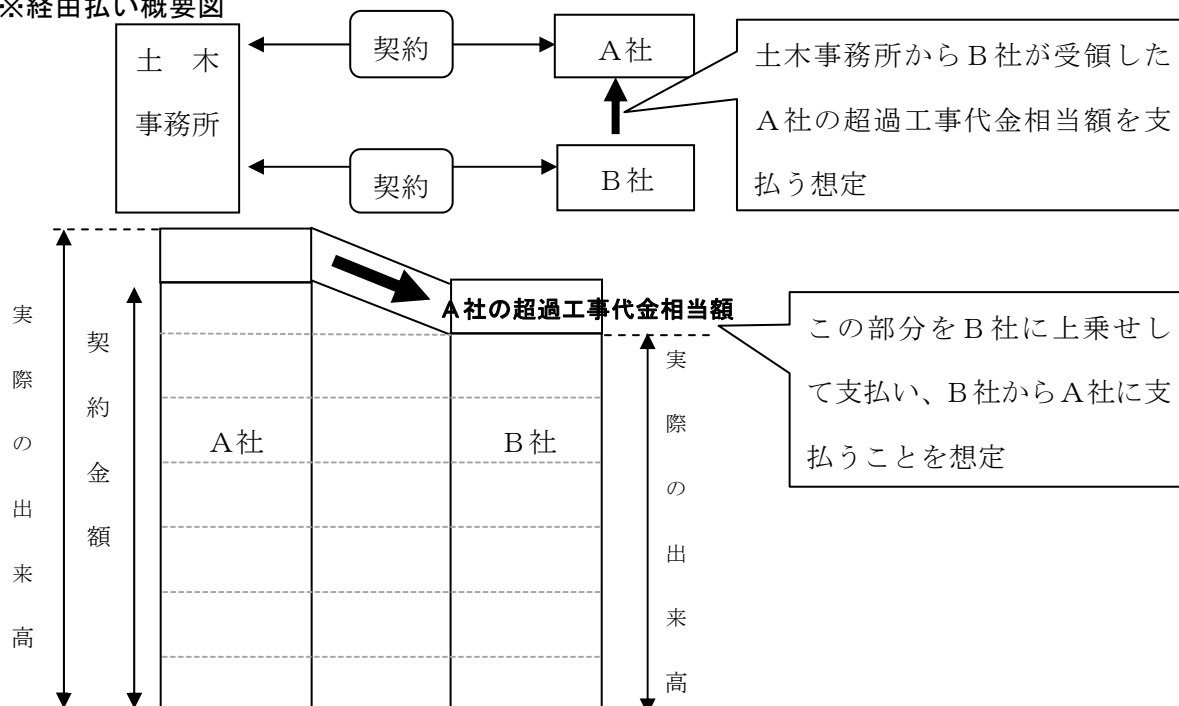 ※経由払い概要図
土　木
事務所
契約
A社
契約
B社
土木事務所からB社が受領した
A社の超過工事代金相当額を支
払う想定
A社の超過工事代金相当額
この部分をB社に上乗せし
て支払い、B社からA社に支
払うことを想定
実際の出来高
契約金額
A社
B社
実際の出来高